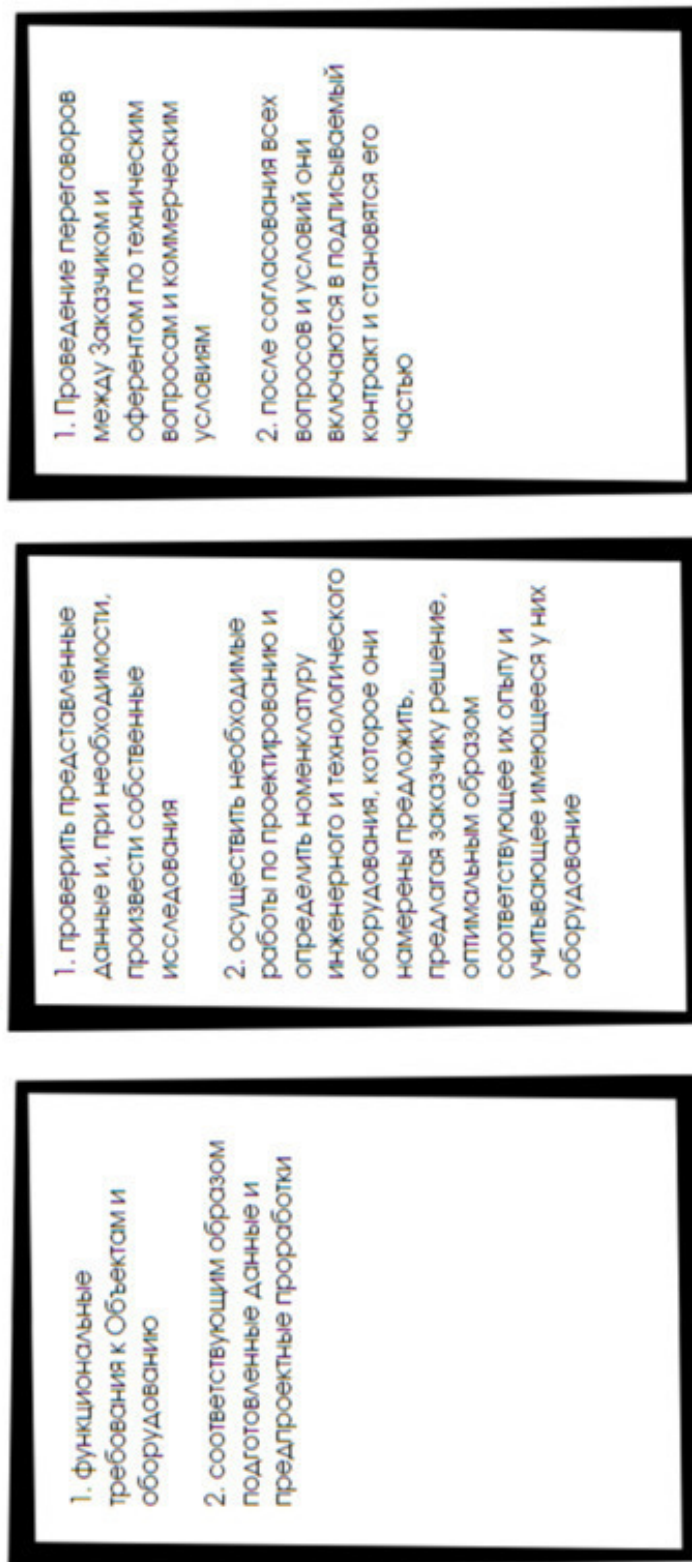 1. функциональные
требования к Объектам и
оборудованию
2. соответствующим образом
подготовленные данные и
предпроектные проработки
1. проверить представленные
данные и, при необходимости,
произвести собственные
исследования
2. осуществить необходимые
работы по проектированию и
определить номенклатуру
инженерного и технологического
оборудования, которое они
намерены предложить,
предлагая заказчику решение,
оптимальным образом
соответствующее их опыту и
учитывающее имеющееся у них
оборудование
1. Проведение переговоров
между Заказчиком и
оферентом по техническим
вопросам и коммерческим
условиям
2. после согласования всех
вопросов и условий они
включаются в подписываемый
контракт и становятся его
частью